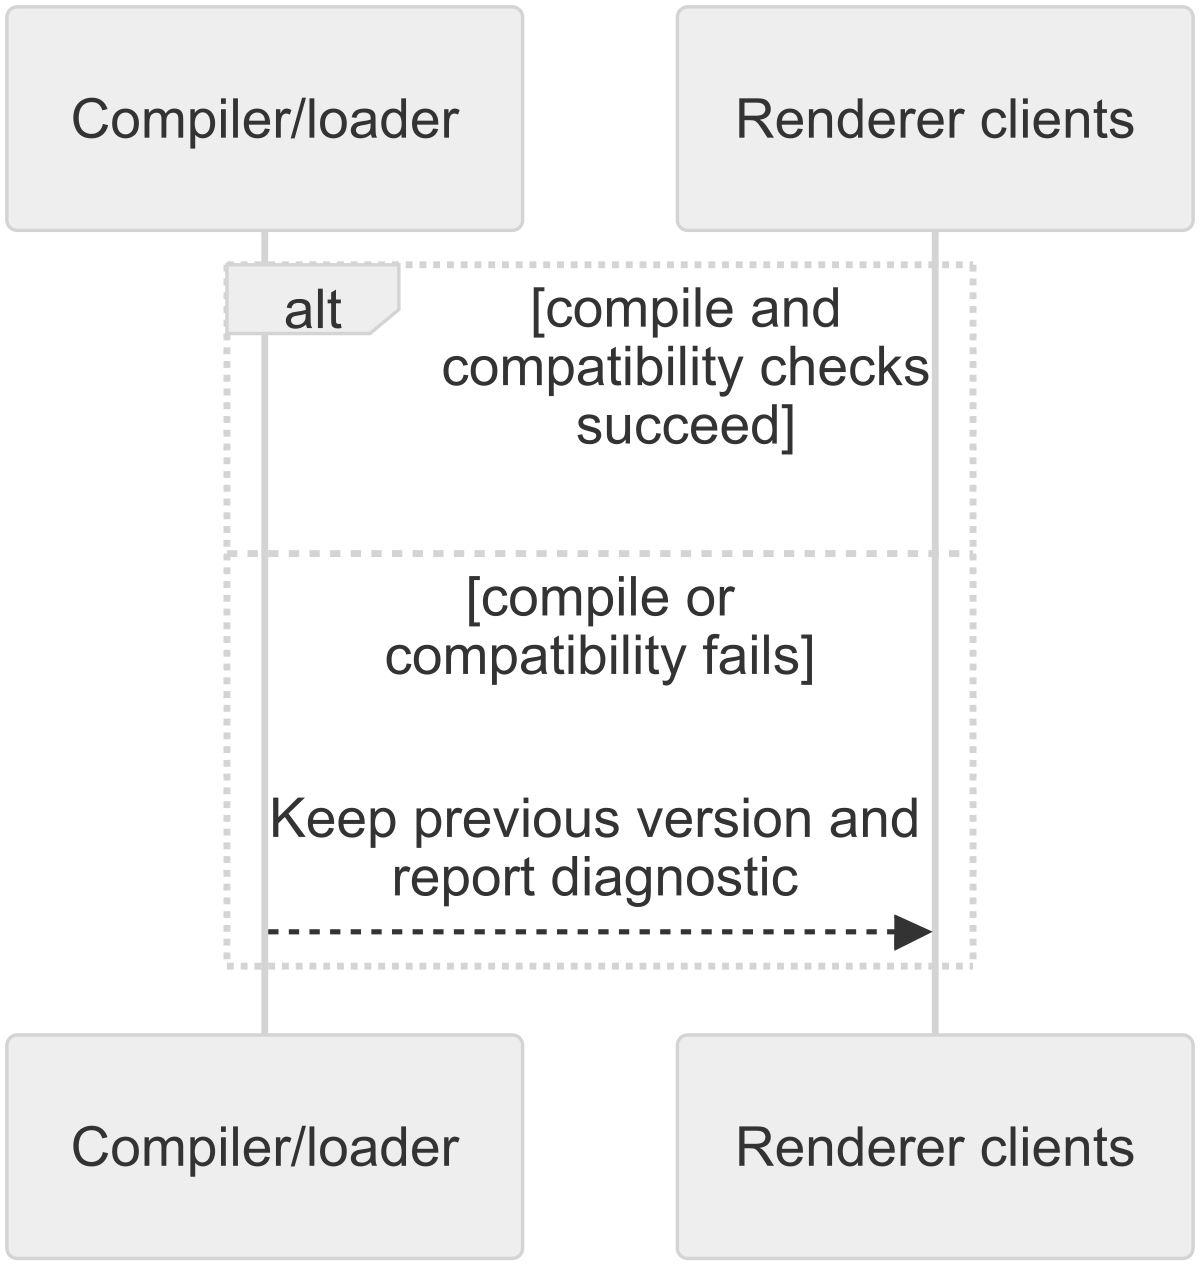 Compiler/loader
Renderer clients
alt
[compile and
compatibility checks
succeed]
[compile or
compatibility fails]
Keep previous version and
report diagnostic
Compiler/loader
Renderer clients